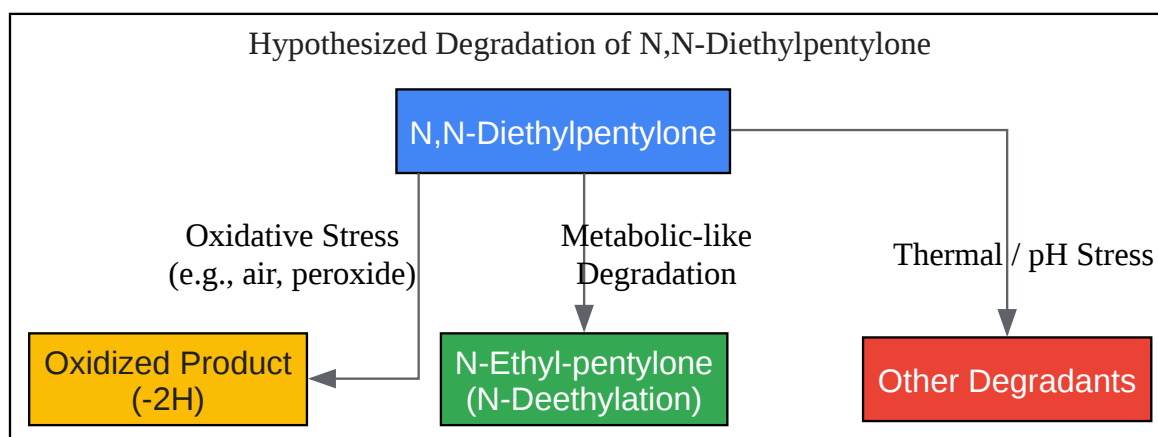 Hypothesized Degradation of N,N-Diethylpentylone
N,N-Diethylpentylone
Oxidative Stress
(e.g., air, peroxide)
Metabolic-like
Degradation
Thermal / pH Stress
Oxidized Product
(-2H)
N-Ethyl-pentylone
(N-Deethylation)
Other Degradants